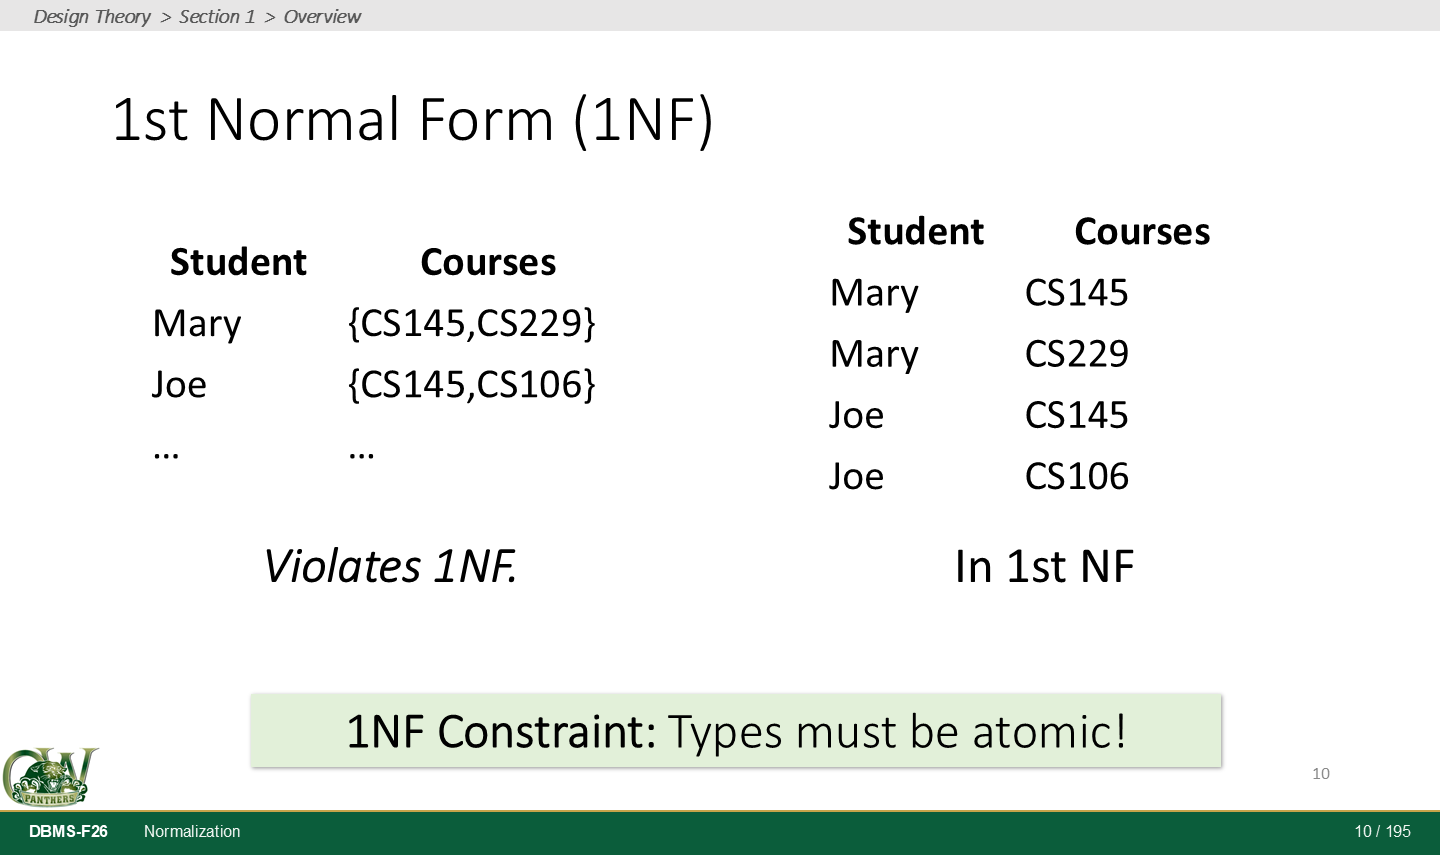 Design Theory > Section 1 > Overview
1st Normal Form (1NF)
Student Courses
Mary {CS145,CS229}
Joe {CS145,CS106}
… …
Violates 1NF.
Student Courses
Mary CS145
Mary CS229
Joe CS145
Joe CS106
In 1st NF
1NF Constraint: Types must be atomic!
10
PANTHERS
DBMS-F26 Normalization 10 / 195